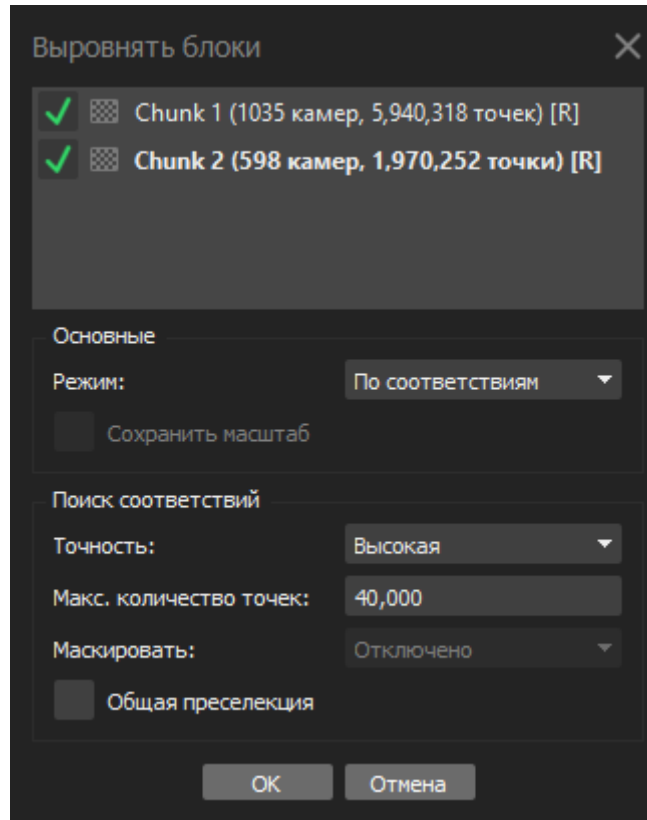 Выровнять блоки
Chunk 1 (1035 камер, 5,940,318 точек) [R]
Chunk 2 (598 камер, 1,970,252 точки) [R]
Основные
Режим: По соответствиям
Сохранить масштаб
Поиск соответствий
Точность: Высокая
Макс. количество точек: 40,000
Маскировать: Отключено
Общая преселекция
OK Отмена